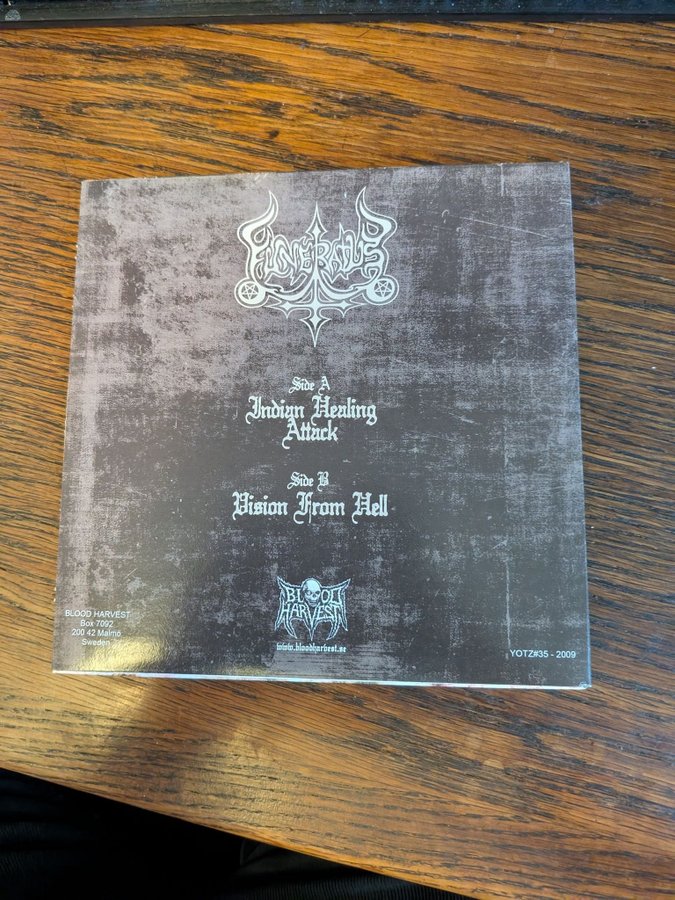 FUNERATUS
Side A
Indian Healing
Attack
Side B
Vision From Hell
BLOOD
HARVEST
www.bloodharvest.se
BLOOD HARVEST
Box 7092
200 42 Malmö
Sweden
YOTZ#35 - 2009